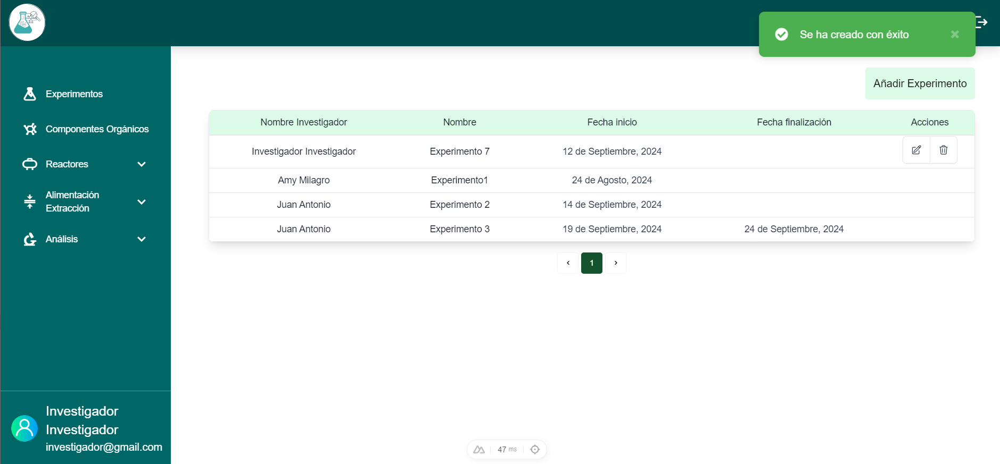 Se ha creado con éxito
Añadir Experimento
Experimentos
Componentes Orgánicos
Reactores
Alimentación
Extracción
Análisis
Nombre Investigador Nombre Fecha inicio Fecha finalización Acciones
Investigador Investigador Experimento 7 12 de Septiembre, 2024
Amy Milagro Experimento1 24 de Agosto, 2024
Juan Antonio Experimento 2 14 de Septiembre, 2024
Juan Antonio Experimento 3 19 de Septiembre, 2024 24 de Septiembre, 2024
‹ 1 ›
Investigador
Investigador
investigador@gmail.com
47 ms